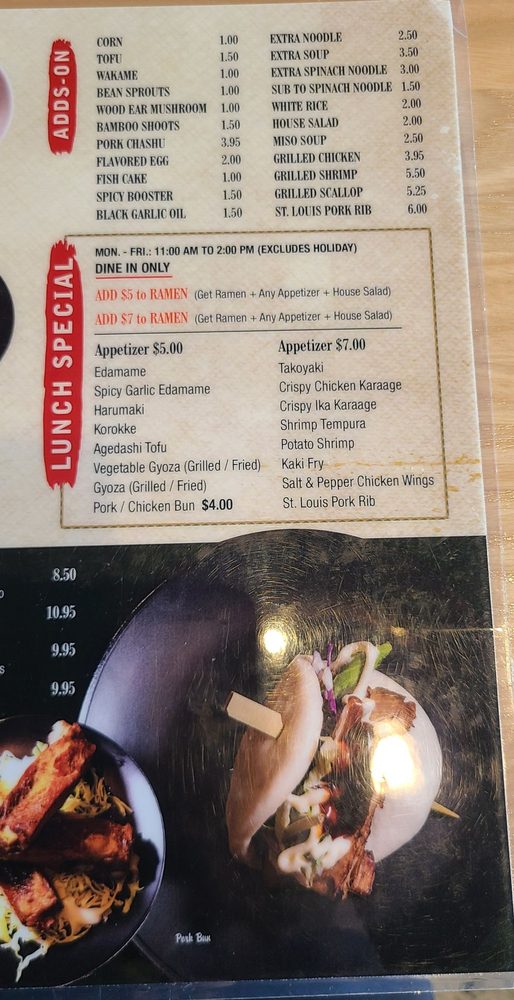 ADDS-ON
CORN 1.00
TOFU 1.50
WAKAME 1.00
BEAN SPROUTS 1.00
WOOD EAR MUSHROOM 1.00
BAMBOO SHOOTS 1.50
PORK CHASHU 3.95
FLAVORED EGG 2.00
FISH CAKE 1.00
SPICY BOOSTER 1.50
BLACK GARLIC OIL 1.50
EXTRA NOODLE 2.50
EXTRA SOUP 3.50
EXTRA SPINACH NOODLE 3.00
SUB TO SPINACH NOODLE 1.50
WHITE RICE 2.00
HOUSE SALAD 2.00
MISO SOUP 2.50
GRILLED CHICKEN 3.95
GRILLED SHRIMP 5.50
GRILLED SCALLOP 5.25
ST. LOUIS PORK RIB 6.00
LUNCH SPECIAL
MON. - FRI.: 11:00 AM TO 2:00 PM (EXCLUDES HOLIDAY)
DINE IN ONLY
ADD $5 to RAMEN (Get Ramen + Any Appetizer + House Salad)
ADD $7 to RAMEN (Get Ramen + Any Appetizer + House Salad)
Appetizer $5.00
Edamame
Spicy Garlic Edamame
Harumaki
Korokke
Agedashi Tofu
Vegetable Gyoza (Grilled / Fried)
Gyoza (Grilled / Fried)
Pork / Chicken Bun $4.00
Appetizer $7.00
Takoyaki
Crispy Chicken Karaage
Crispy Ika Karaage
Shrimp Tempura
Potato Shrimp
Kaki Fry
Salt & Pepper Chicken Wings
St. Louis Pork Rib
8.50
10.95
9.95
9.95
Pork Bun